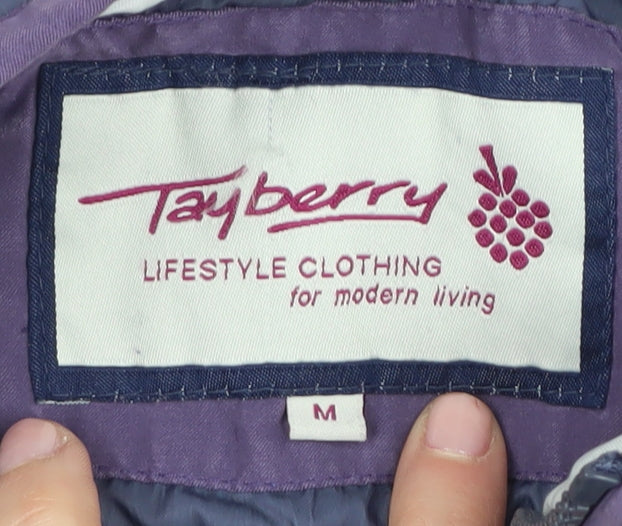 Tayberry
LIFESTYLE CLOTHING
for modern living
M